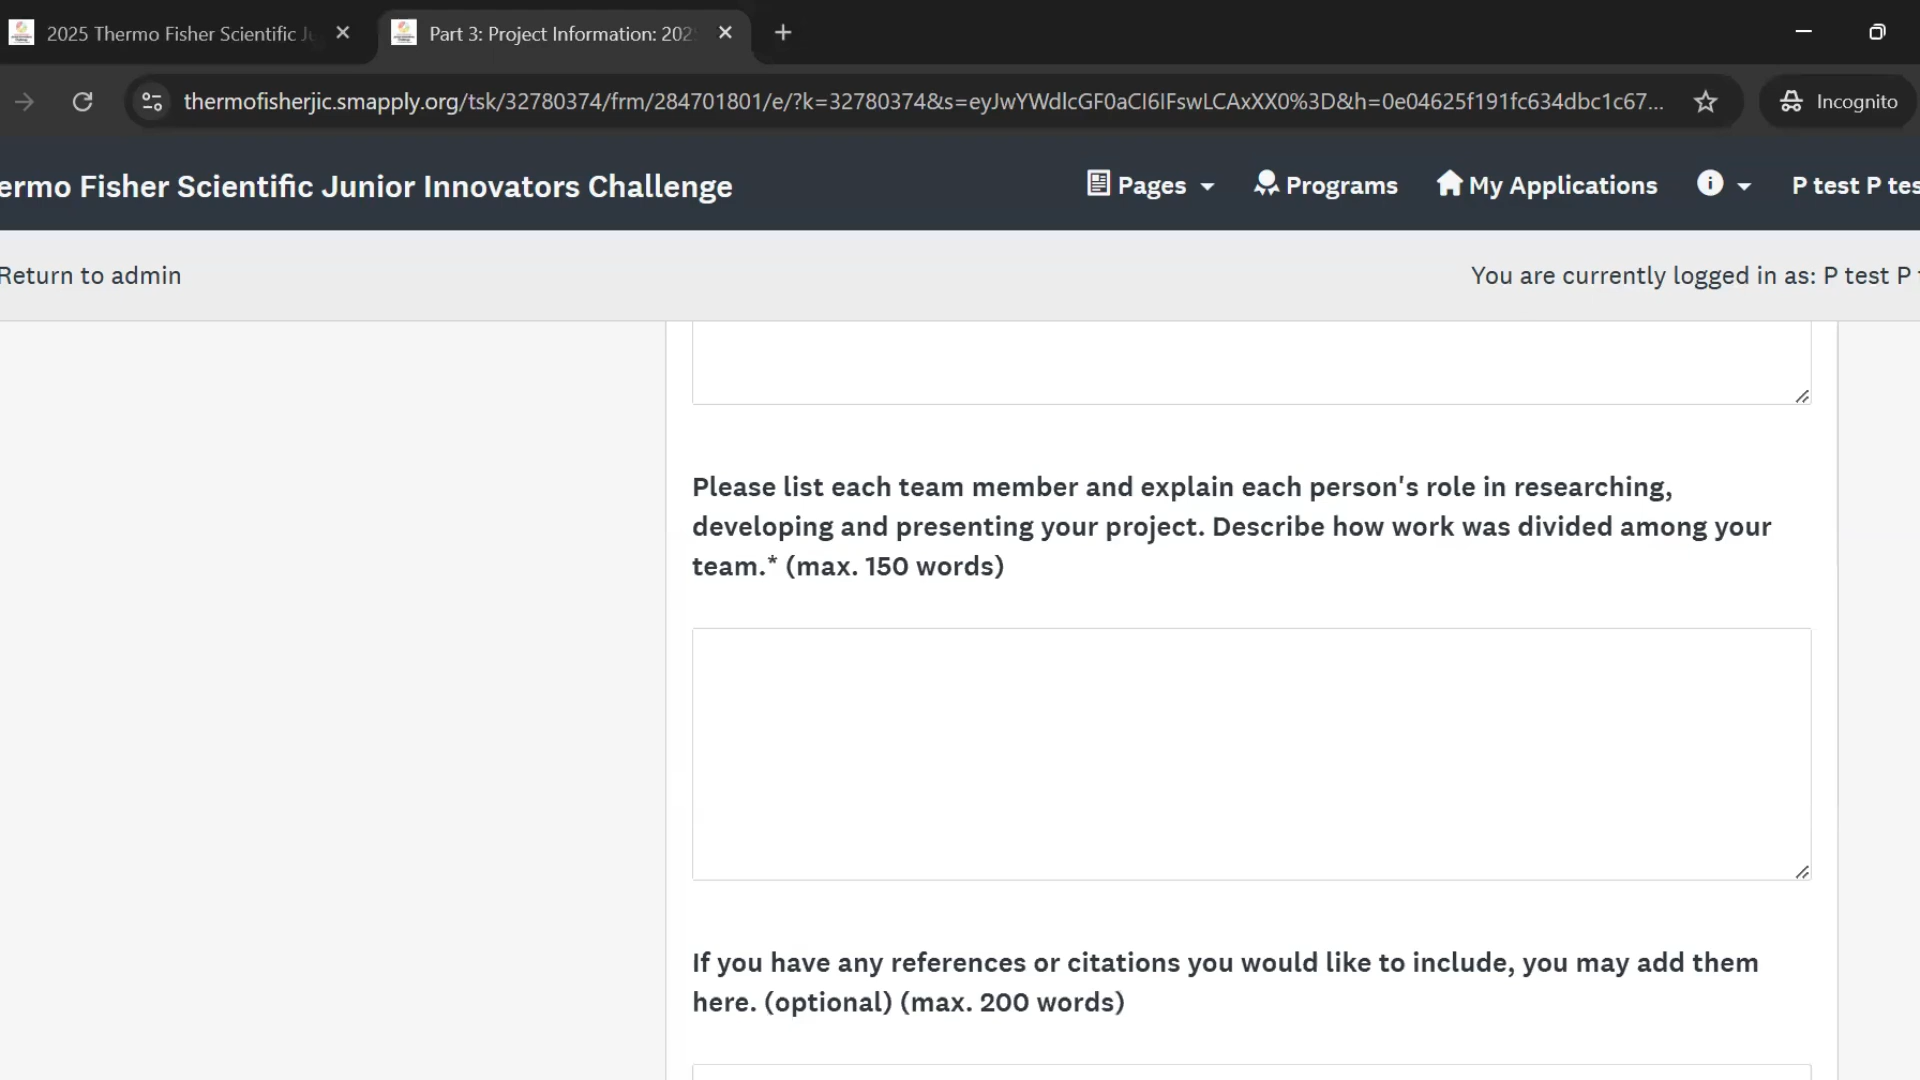 2025 Thermo Fisher Scientific Ju
Part 3: Project Information: 202
thermofisherjic.smapply.org/tsk/32780374/frm/284701801/e/?k=32780374&s=eyJwYWdlcGF0aCI6IFswLCAxXX0%3D&h=0e04625f191fc634dbc1c67...
Incognito
ermo Fisher Scientific Junior Innovators Challenge
Pages
Programs
My Applications
P test P tes
Return to admin
You are currently logged in as: P test P
Please list each team member and explain each person's role in researching,
developing and presenting your project. Describe how work was divided among your
team.* (max. 150 words)
If you have any references or citations you would like to include, you may add them
here. (optional) (max. 200 words)